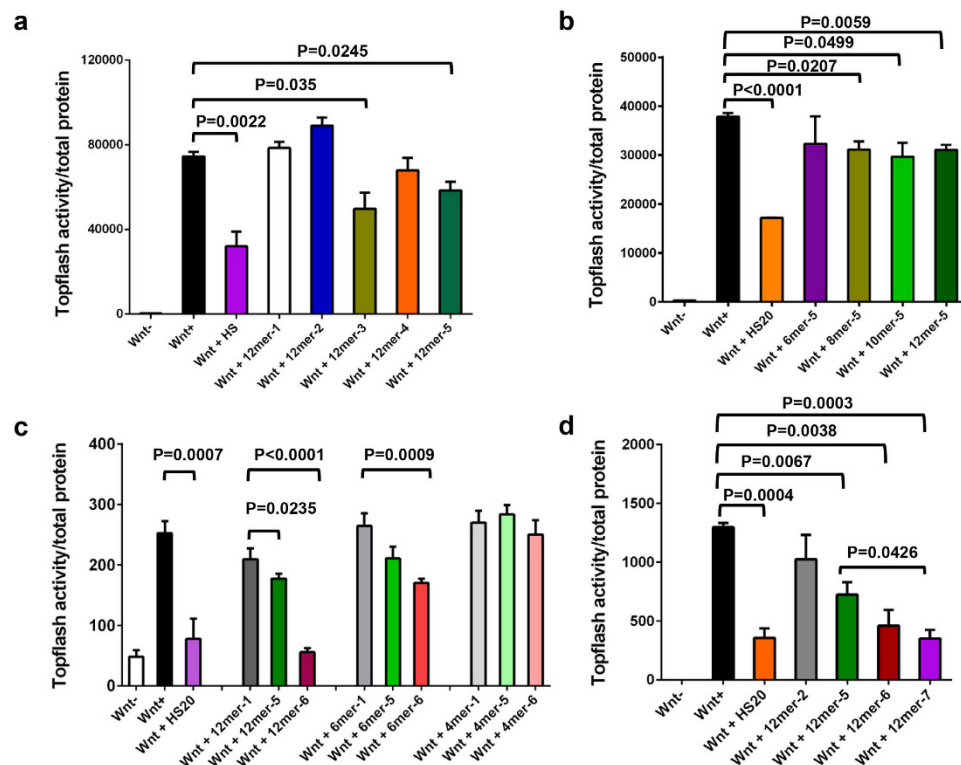 a
P=0.0245
P=0.035
P=0.0022
Topflash activity/total protein
120000
80000
40000
0
Wnt-
Wnt+
Wnt + HS
Wnt + 12mer-1
Wnt + 12mer-2
Wnt + 12mer-3
Wnt + 12mer-4
Wnt + 12mer-5
b
P=0.0059
P=0.0499
P=0.0207
P<0.0001
Topflash activity/total protein
50000
40000
30000
20000
10000
0
Wnt-
Wnt+
Wnt + HS20
Wnt + 6mer-5
Wnt + 8mer-5
Wnt + 10mer-5
Wnt + 12mer-5
c
P=0.0007
P<0.0001
P=0.0235
P=0.0009
Topflash activity/total protein
400
300
200
100
0
Wnt-
Wnt+
Wnt + HS20
Wnt + 12mer-1
Wnt + 12mer-5
Wnt + 12mer-6
Wnt + 6mer-1
Wnt + 6mer-5
Wnt + 6mer-6
Wnt + 4mer-1
Wnt + 4mer-5
Wnt + 4mer-6
d
P=0.0003
P=0.0038
P=0.0067
P=0.0004
P=0.0426
Topflash activity/total protein
2000
1500
1000
500
0
Wnt-
Wnt+
Wnt + HS20
Wnt + 12mer-2
Wnt + 12mer-5
Wnt + 12mer-6
Wnt + 12mer-7